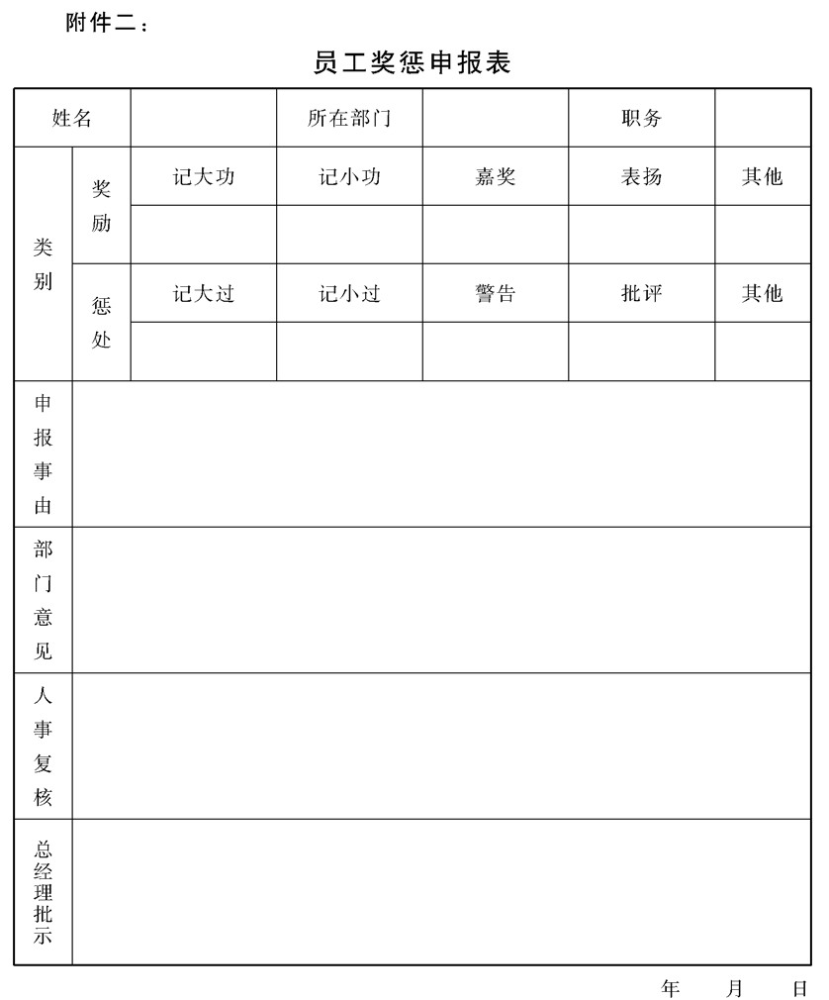 附件二：
员工奖惩申报表
姓名 所在部门 职务
类别
奖励
记大功 记小功 嘉奖 表扬 其他
惩处
记大过 记小过 警告 批评 其他
申报事由
部门意见
人事复核
总经理批示
年 月 日